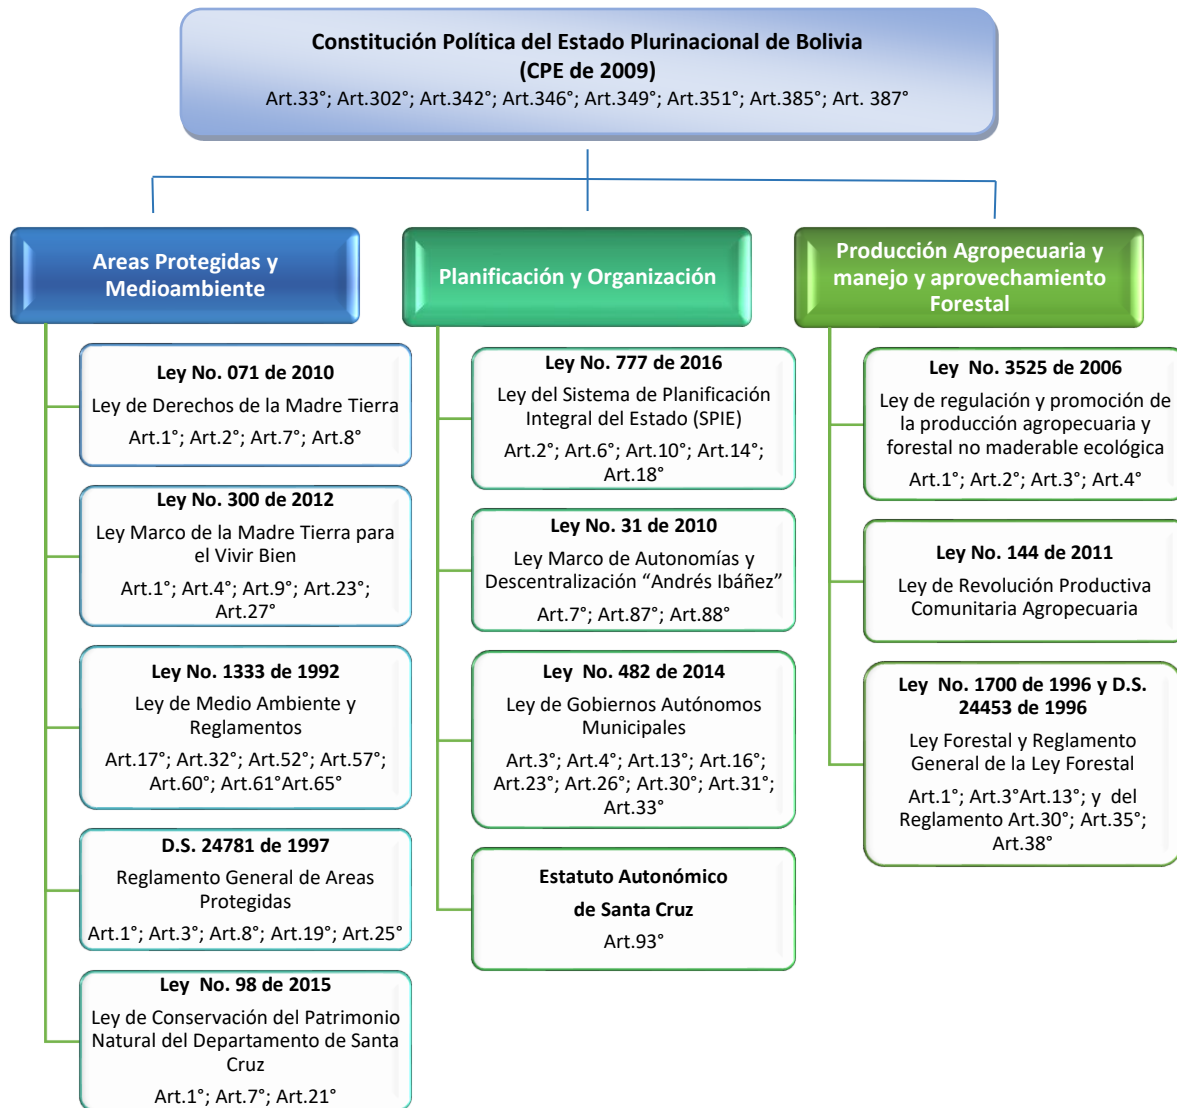 Constitución Política del Estado Plurinacional de Bolivia
(CPE de 2009)
Art.33°; Art.302°; Art.342°; Art.346°; Art.349°; Art.351°; Art.385°; Art. 387°
Areas Protegidas y
Medioambiente
Ley No. 071 de 2010
Ley de Derechos de la Madre Tierra
Art.1°; Art.2°; Art.7°; Art.8°
Ley No. 300 de 2012
Ley Marco de la Madre Tierra para
el Vivir Bien
Art.1°; Art.4°; Art.9°; Art.23°;
Art.27°
Ley No. 1333 de 1992
Ley de Medio Ambiente y
Reglamentos
Art.17°; Art.32°; Art.52°; Art.57°;
Art.60°; Art.61°Art.65°
D.S. 24781 de 1997
Reglamento General de Areas
Protegidas
Art.1°; Art.3°; Art.8°; Art.19°; Art.25°
Ley  No. 98 de 2015
Ley de Conservación del Patrimonio
Natural del Departamento de Santa
Cruz
Art.1°; Art.7°; Art.21°
Planificación y Organización
Ley No. 777 de 2016
Ley del Sistema de Planificación
Integral del Estado (SPIE)
Art.2°; Art.6°; Art.10°; Art.14°;
Art.18°
Ley No. 31 de 2010
Ley Marco de Autonomías y
Descentralización “Andrés Ibáñez”
Art.7°; Art.87°; Art.88°
Ley  No. 482 de 2014
Ley de Gobiernos Autónomos
Municipales
Art.3°; Art.4°; Art.13°; Art.16°;
Art.23°; Art.26°; Art.30°; Art.31°;
Art.33°
Estatuto Autonómico
de Santa Cruz
Art.93°
Producción Agropecuaria y
manejo y aprovechamiento
Forestal
Ley  No. 3525 de 2006
Ley de regulación y promoción de
la producción agropecuaria y
forestal no maderable ecológica
Art.1°; Art.2°; Art.3°; Art.4°
Ley No. 144 de 2011
Ley de Revolución Productiva
Comunitaria Agropecuaria
Ley  No. 1700 de 1996 y D.S.
24453 de 1996
Ley Forestal y Reglamento
General de la Ley Forestal
Art.1°; Art.3°Art.13°; y  del
Reglamento Art.30°; Art.35°;
Art.38°